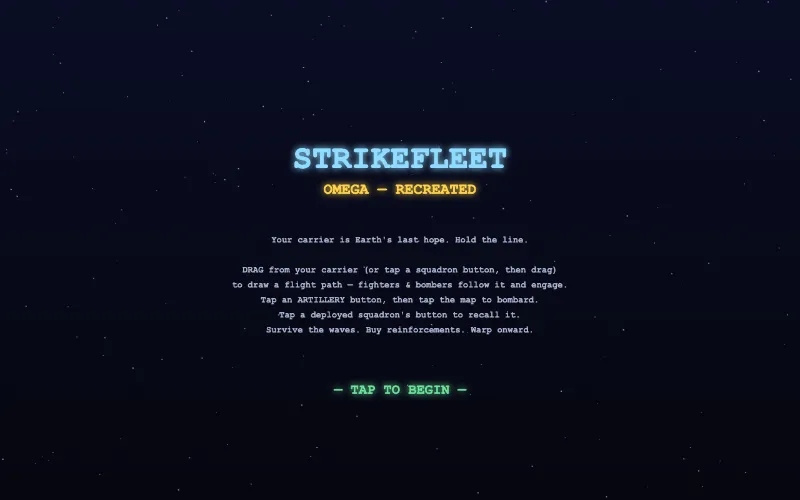 STRIKEFLEET
OMEGA — RECREATED
Your carrier is Earth's last hope. Hold the line.
DRAG from your carrier (or tap a squadron button, then drag)
to draw a flight path — fighters & bombers follow it and engage.
Tap an ARTILLERY button, then tap the map to bombard.
Tap a deployed squadron's button to recall it.
Survive the waves. Buy reinforcements. Warp onward.
— TAP TO BEGIN —